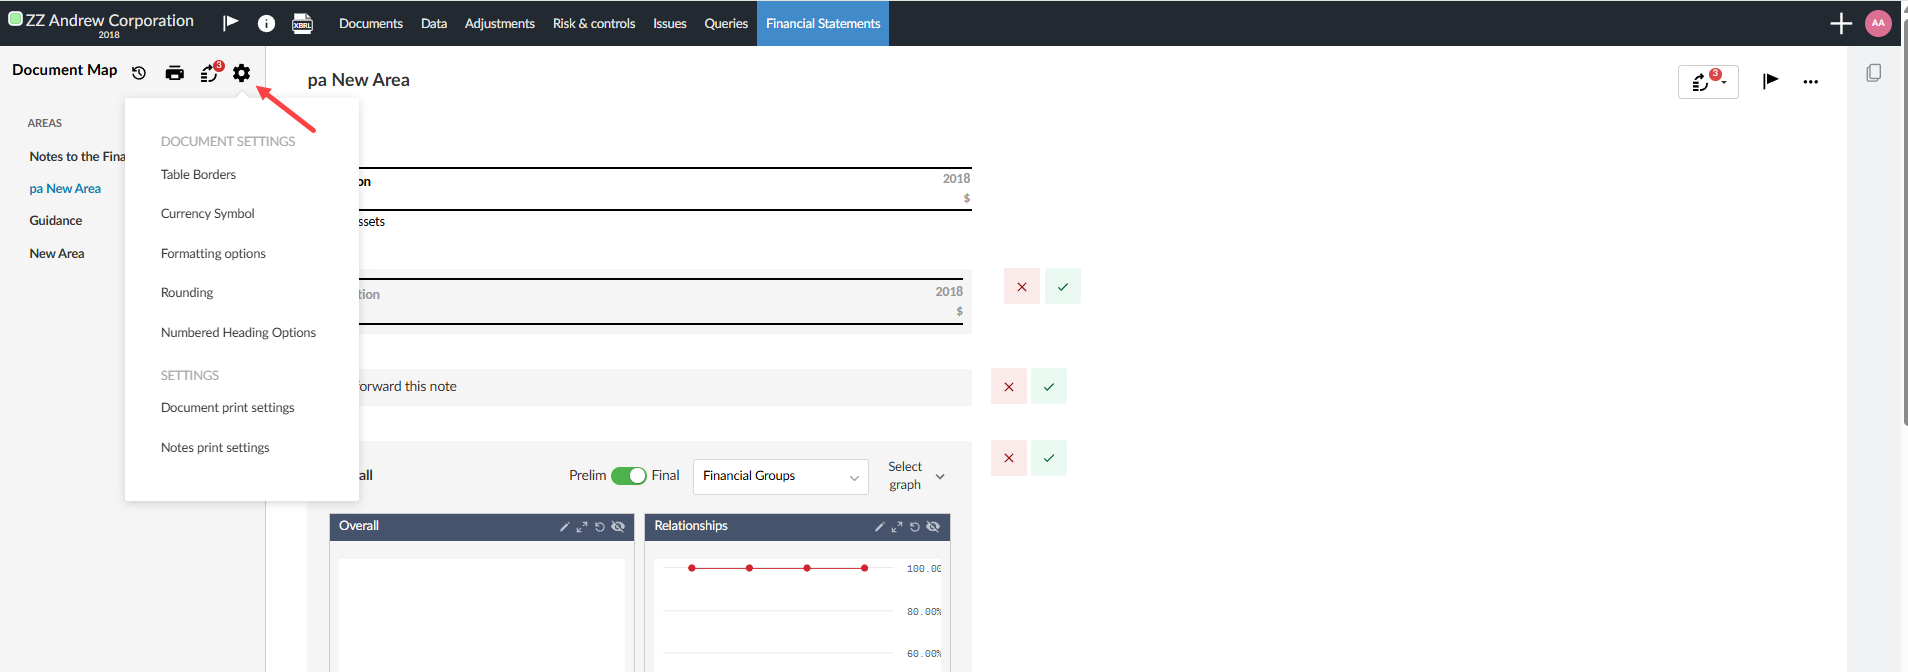 ZZ Andrew Corporation
2018
XBRL
Documents
Data
Adjustments
Risk & controls
Issues
Queries
Financial Statements
AA
Document Map
3
pa New Area
3
AREAS
Notes to the Fina
pa New Area
Guidance
New Area
DOCUMENT SETTINGS
Table Borders
Currency Symbol
Formatting options
Rounding
Numbered Heading Options
SETTINGS
Document print settings
Notes print settings
on
2018
$
ssets
tion
2018
$
orward this note
all
Prelim
Final
Financial Groups
Select
graph
Overall
Relationships
100.00
80.00%
60.00%